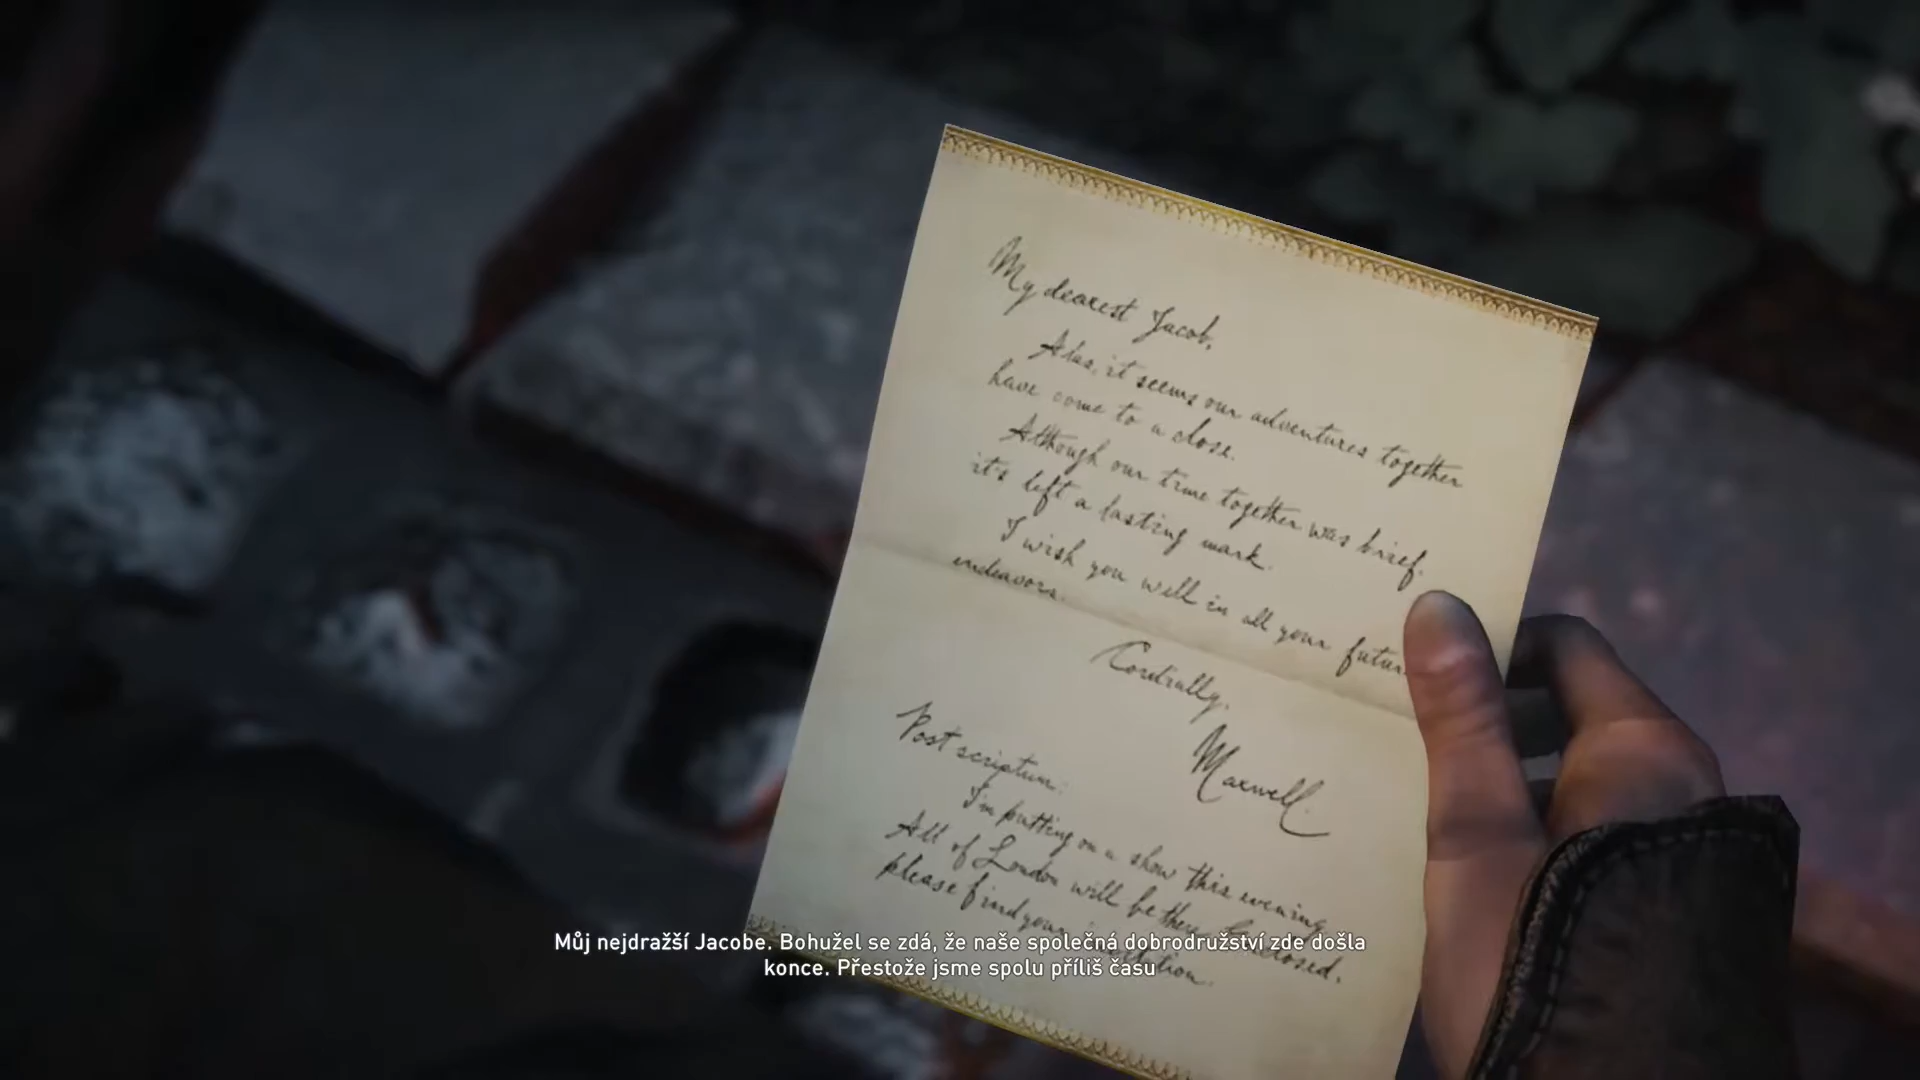 My dearest Jacob,
Alas, it seems our adventures together
have come to a close.
Although our time together was brief.
it's left a lasting mark.
I wish you well in all your futur
endeavors.
Cordially,
Maxwell.
Post scriptum:
I'm putting on a show this evening
All of London will be there. Enclosed,
please find your
Můj nejdražší Jacobe. Bohužel se zdá, že naše společná dobrodružství zde došla
konce. Přestože jsme spolu příliš času